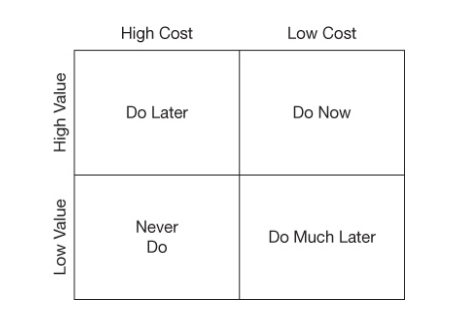 High Cost
Low Cost
High Value
Do Later
Do Now
Low Value
Never
Do
Do Much Later